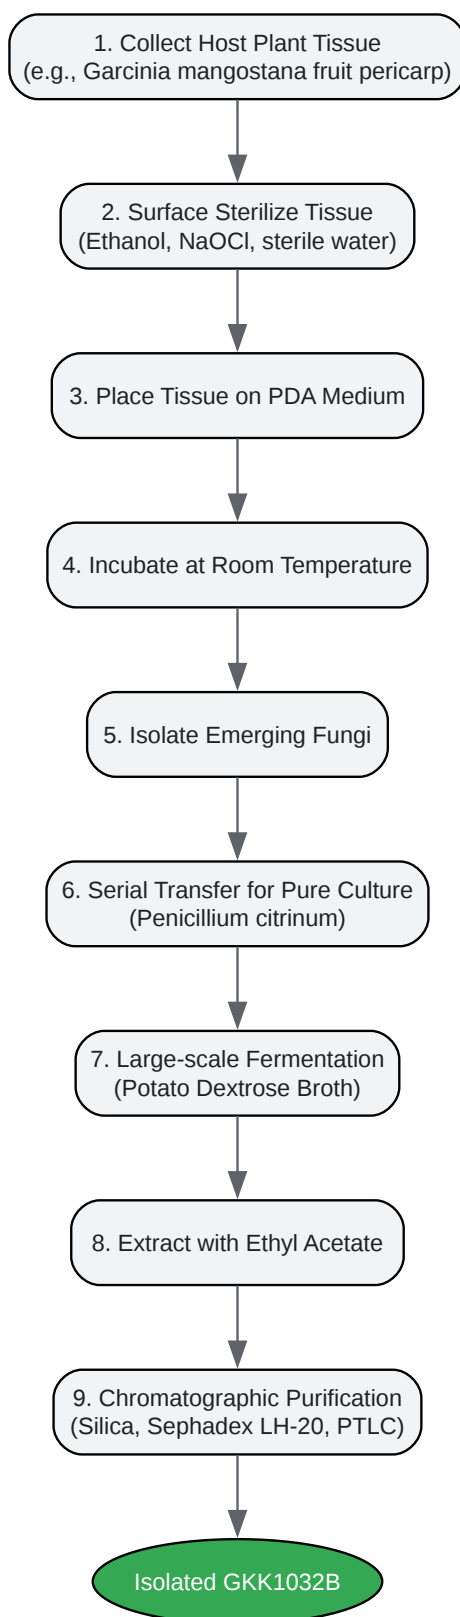 1. Collect Host Plant Tissue
(e.g., Garcinia mangostana fruit pericarp)
2. Surface Sterilize Tissue
(Ethanol, NaOCl, sterile water)
3. Place Tissue on PDA Medium
4. Incubate at Room Temperature
5. Isolate Emerging Fungi
6. Serial Transfer for Pure Culture
(Penicillium citrinum)
7. Large-scale Fermentation
(Potato Dextrose Broth)
8. Extract with Ethyl Acetate
9. Chromatographic Purification
(Silica, Sephadex LH-20, PTLC)
Isolated GKK1032B